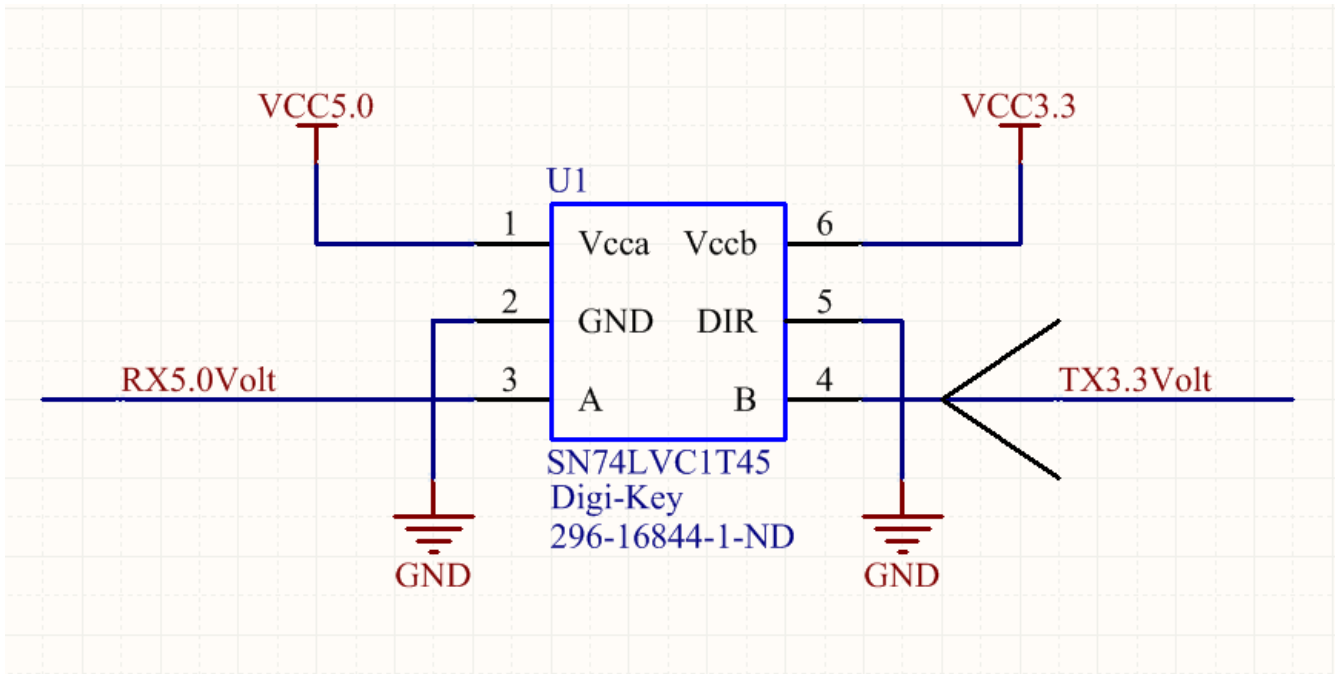 VCC5.0
VCC3.3
U1
1
Vcca
Vccb
6
2
GND
DIR
5
RX5.0Volt
3
A
B
4
TX3.3Volt
SN74LVC1T45
Digi-Key
296-16844-1-ND
GND
GND